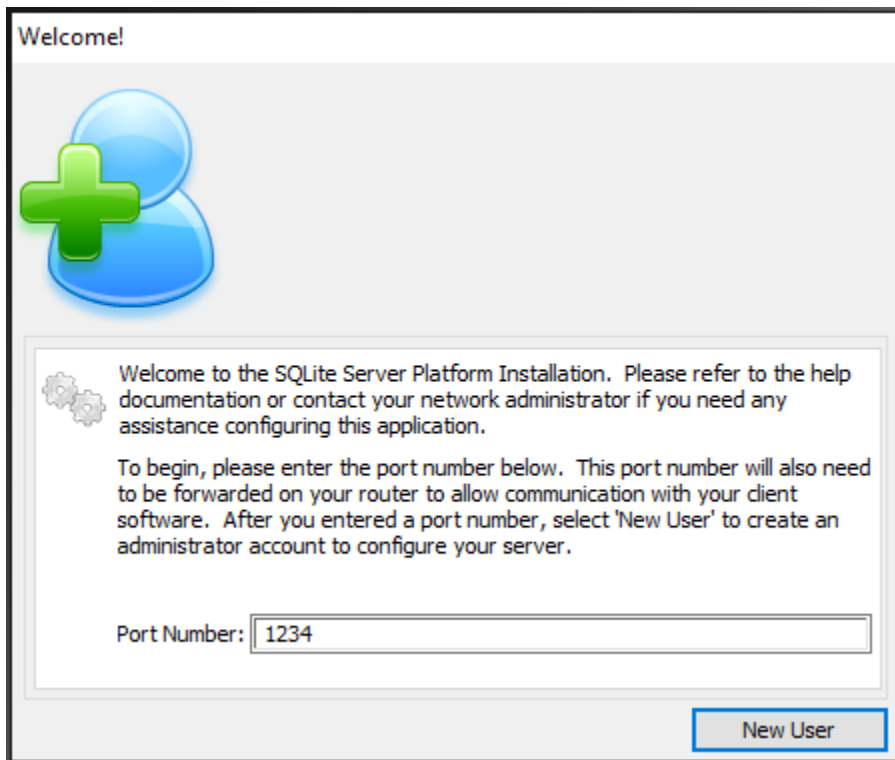 Welcome!
Welcome to the SQLite Server Platform Installation.  Please refer to the help
documentation or contact your network administrator if you need any
assistance configuring this application.
To begin, please enter the port number below.  This port number will also need
to be forwarded on your router to allow communication with your client
software.  After you entered a port number, select 'New User' to create an
administrator account to configure your server.
Port Number: 1234
New User